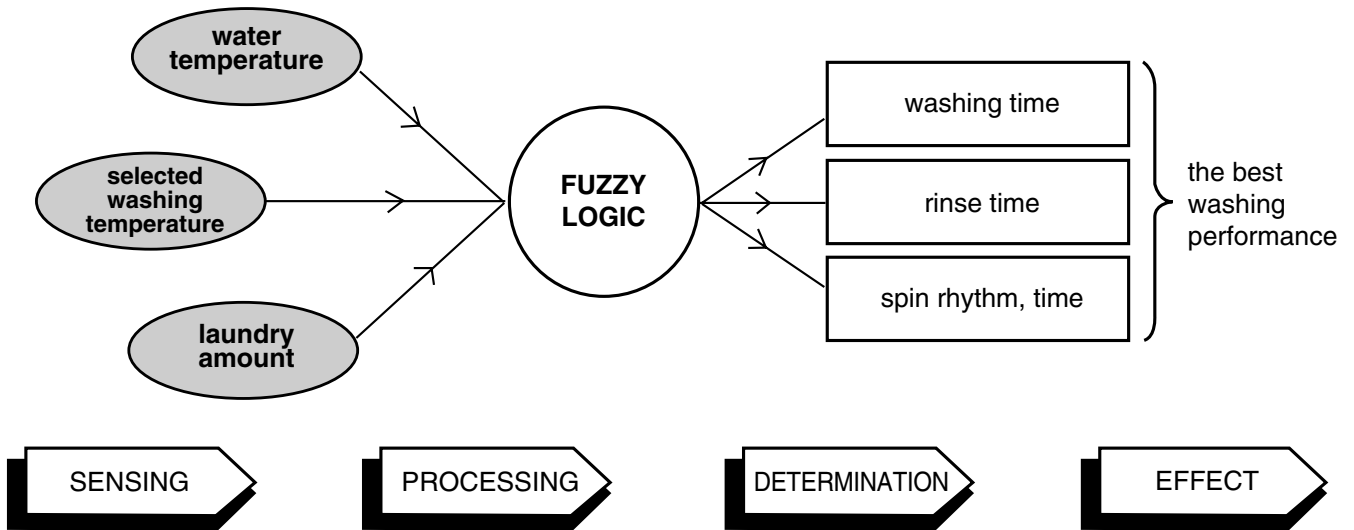 water
temperature
selected
washing
temperature
laundry
amount
FUZZY
LOGIC
washing time
rinse time
spin rhythm, time
the best
washing
performance
SENSING
PROCESSING
DETERMINATION
EFFECT